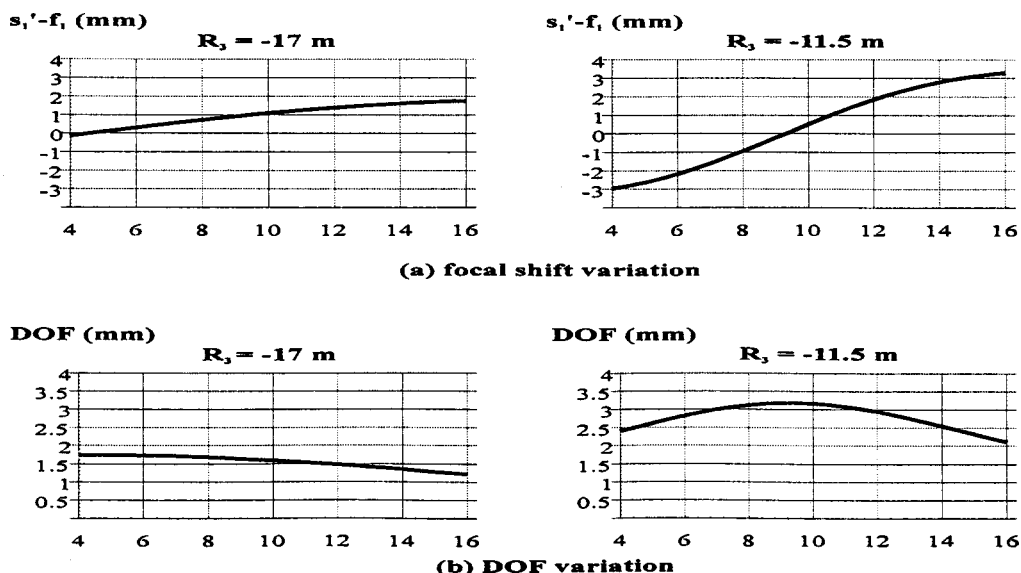 s₁'-f₁ (mm)
R₃ = -17 m
4
3
2
1
0
-1
-2
-3
4 6 8 10 12 14 16
s₁'-f₁ (mm)
R₃ = -11.5 m
4
3
2
1
0
-1
-2
-3
4 6 8 10 12 14 16
(a) focal shift variation
DOF (mm)
R₃ = -17 m
4
3.5
3
2.5
2
1.5
1
0.5
4 6 8 10 12 14 16
DOF (mm)
R₃ = -11.5 m
4
3.5
3
2.5
2
1.5
1
0.5
4 6 8 10 12 14 16
(b) DOF variation